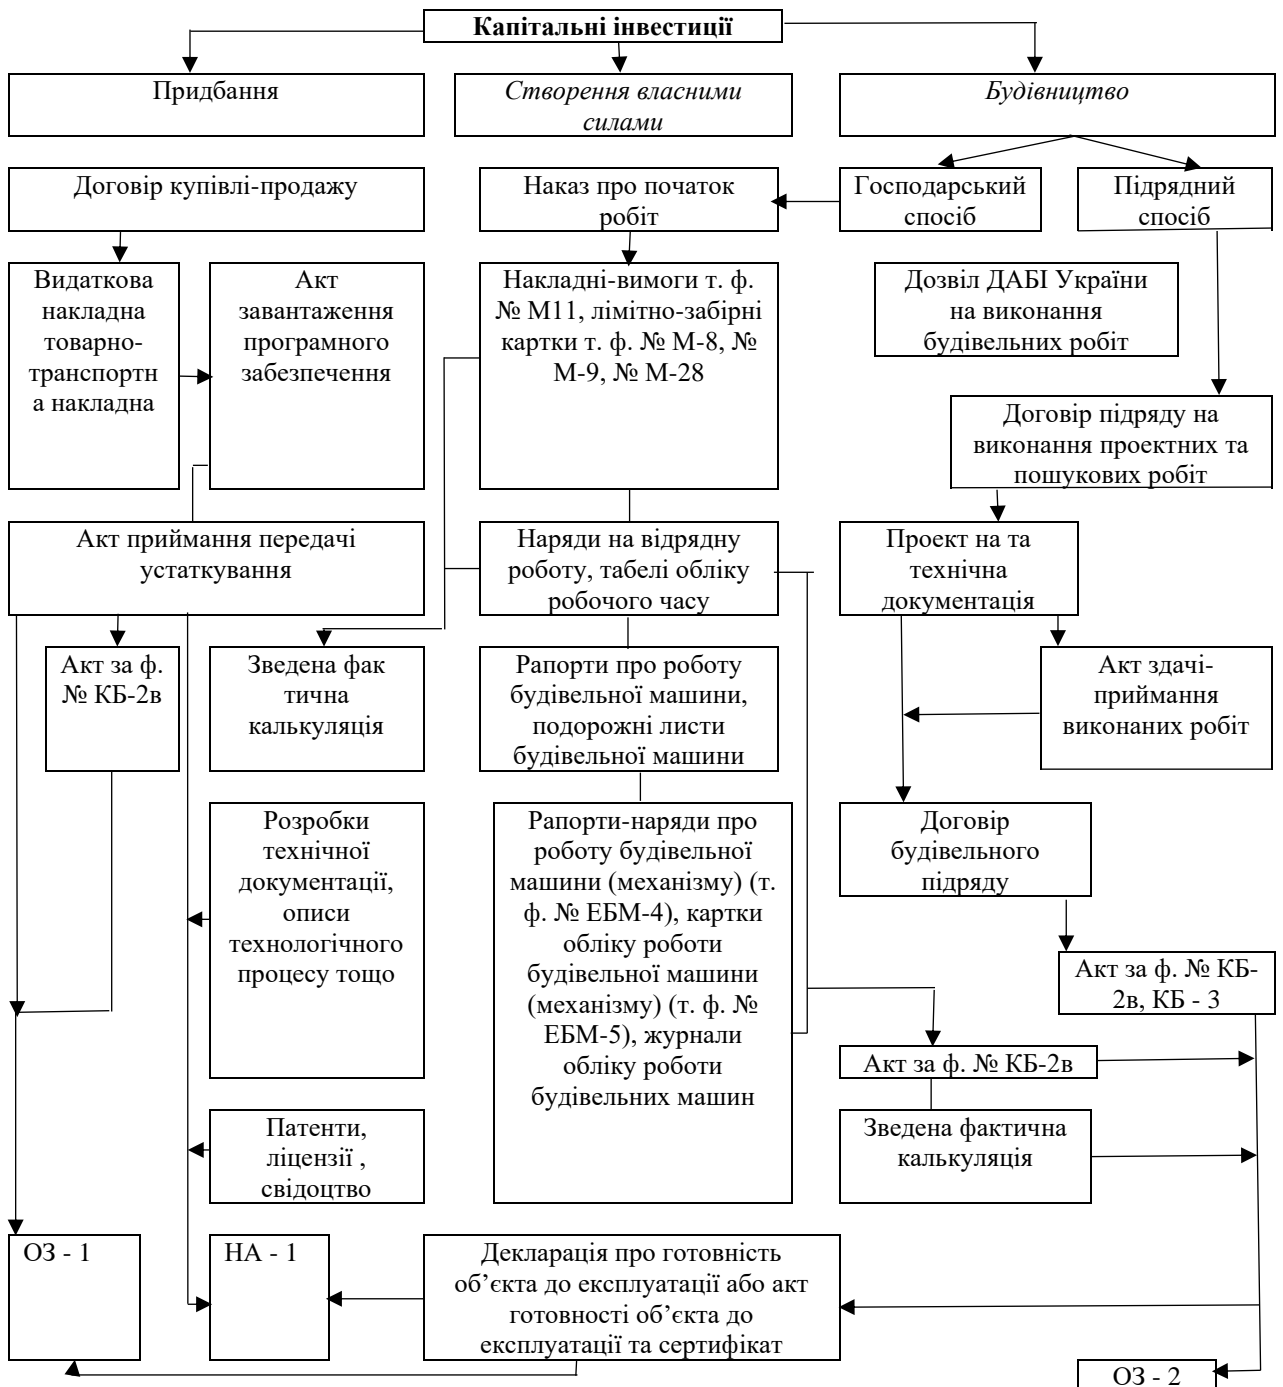 Капітальні інвестиції
Придбання
Створення власними
силами
Будівництво
Договір купівлі-продажу
Наказ про початок
робіт
Господарський
спосіб
Підрядний
спосіб
Видаткова
накладна
товарно-
транспортн
а накладна
Акт
завантаження
програмного
забезпечення
Накладні-вимоги т. ф.
№ М11, лімітно-забірні
картки т. ф. № М-8, №
М-9, № М-28
Дозвіл ДАБІ України
на виконання
будівельних робіт
Договір підряду на
виконання проектних та
пошукових робіт
Акт приймання передачі
устаткування
Наряди на відрядну
роботу, табелі обліку
робочого часу
Проект на та
технічна
документація
Акт за ф.
№ КБ-2в
Зведена фак
тична
калькуляція
Рапорти про роботу
будівельної машини,
подорожні листи
будівельної машини
Акт здачі-
приймання
виконаних робіт
Розробки
технічної
документації,
описи
технологічного
процесу тощо
Рапорти-наряди про
роботу будівельної
машини (механізму) (т.
ф. № ЕБМ-4), картки
обліку роботи
будівельної машини
(механізму) (т. ф. №
ЕБМ-5), журнали
обліку роботи
будівельних машин
Договір
будівельного
підряду
Акт за ф. № КБ-
2в, КБ - 3
Акт за ф. № КБ-2в
Патенти,
ліцензії ,
свідоцтво
Зведена фактична
калькуляція
ОЗ - 1
НА - 1
Декларація про готовність
об’єкта до експлуатації або акт
готовності об’єкта до
експлуатації та сертифікат
ОЗ - 2